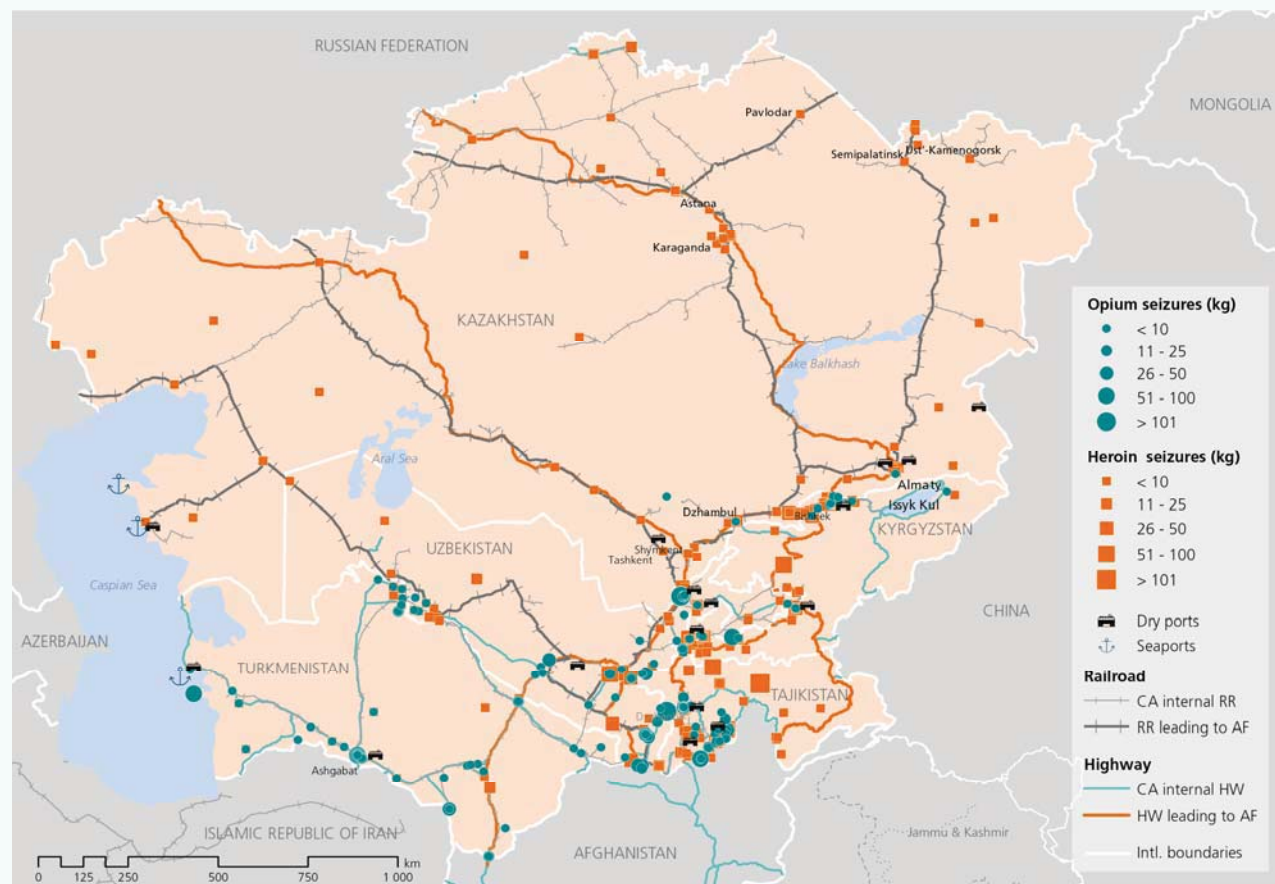 RUSSIAN FEDERATION
MONGOLIA
Pavlodar
Semipalatinsk
Ust'-Kamenogorsk
Astana
Karaganda
KAZAKHSTAN
Lake Balkhash
Aral Sea
Almaty
Issyk Kul
Dzhambul
Bishkek
KYRGYZSTAN
Shymkent
Tashkent
UZBEKISTAN
Caspian Sea
CHINA
AZERBAIJAN
TURKMENISTAN
TAJIKISTAN
Ashgabat
ISLAMIC REPUBLIC OF IRAN
AFGHANISTAN
Jammu & Kashmir
0 125 250 500 750 1 000 km
Opium seizures (kg)
< 10
11 - 25
26 - 50
51 - 100
> 101
Heroin seizures (kg)
< 10
11 - 25
26 - 50
51 - 100
> 101
Dry ports
Seaports
Railroad
CA internal RR
RR leading to AF
Highway
CA internal HW
HW leading to AF
Intl. boundaries